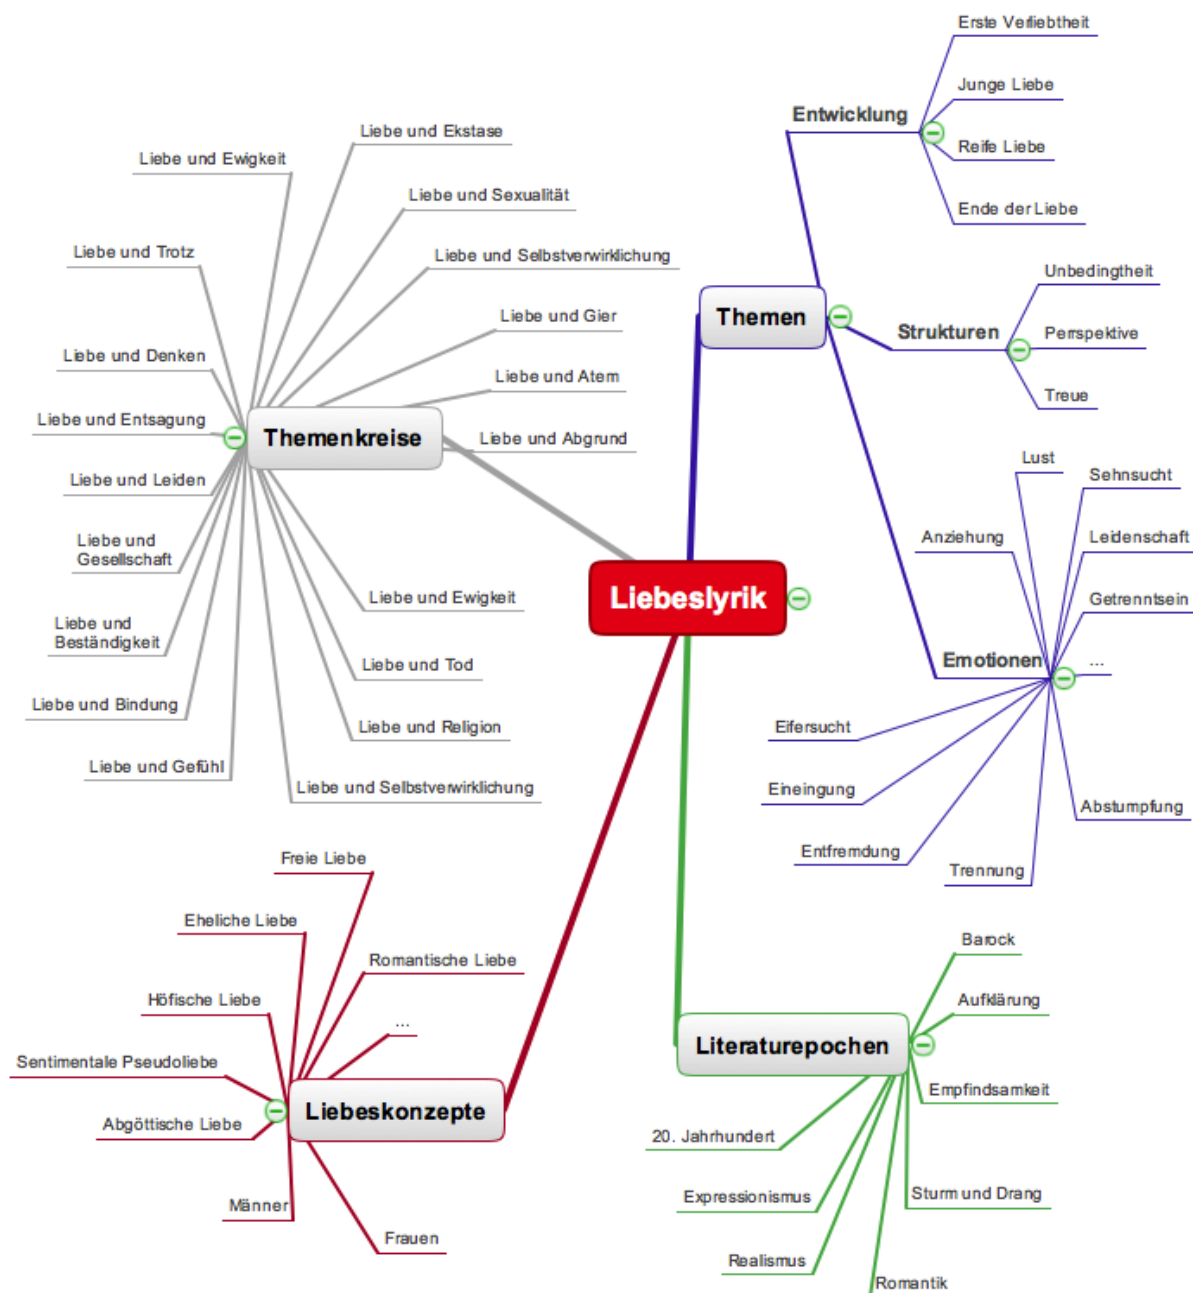 Liebeslyrik
Themen
Entwicklung
Erste Verliebtheit
Junge Liebe
Reife Liebe
Ende der Liebe
Strukturen
Unbedingtheit
Perrspektive
Treue
Emotionen
Lust
Sehnsucht
Anziehung
Leidenschaft
Getrenntsein
...
Eifersucht
Eineingung
Entfremdung
Trennung
Abstumpfung
Themenkreise
Liebe und Ekstase
Liebe und Ewigkeit
Liebe und Sexualität
Liebe und Trotz
Liebe und Selbstverwirklichung
Liebe und Gier
Liebe und Denken
Liebe und Atem
Liebe und Entsagung
Liebe und Abgrund
Liebe und Leiden
Liebe und
Gesellschaft
Liebe und Ewigkeit
Liebe und
Beständigkeit
Liebe und Tod
Liebe und Bindung
Liebe und Religion
Liebe und Gefühl
Liebe und Selbstverwirklichung
Liebeskonzepte
Freie Liebe
Eheliche Liebe
Romantische Liebe
Höfische Liebe
...
Sentimentale Pseudoliebe
Abgöttische Liebe
Männer
Frauen
Literaturepochen
Barock
Aufklärung
Empfindsamkeit
20. Jahrhundert
Expressionismus
Sturm und Drang
Realismus
Romantik